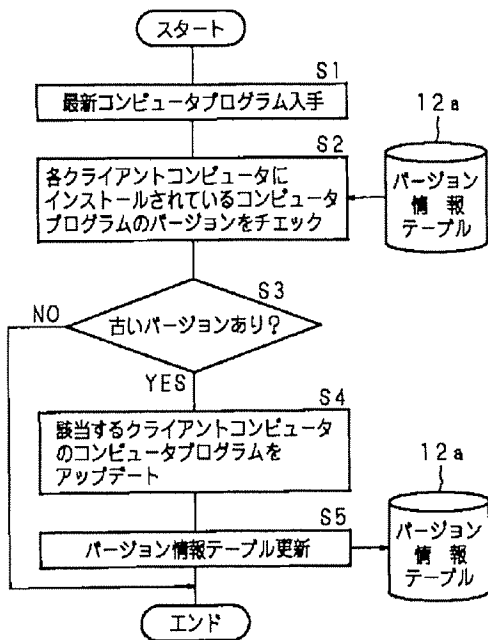 スタート
S1
最新コンピュータプログラム入手
S2
12a
各クライアントコンピュータに
インストールされているコンピュータ
プログラムのバージョンをチェック
バージョン
情 報
テーブル
S3
NO
古いバージョンあり?
YES
S4
該当するクライアントコンピュータ
のコンピュータプログラムを
アップデート
12a
S5
バージョン情報テーブル更新
バージョン
情 報
テーブル
エンド